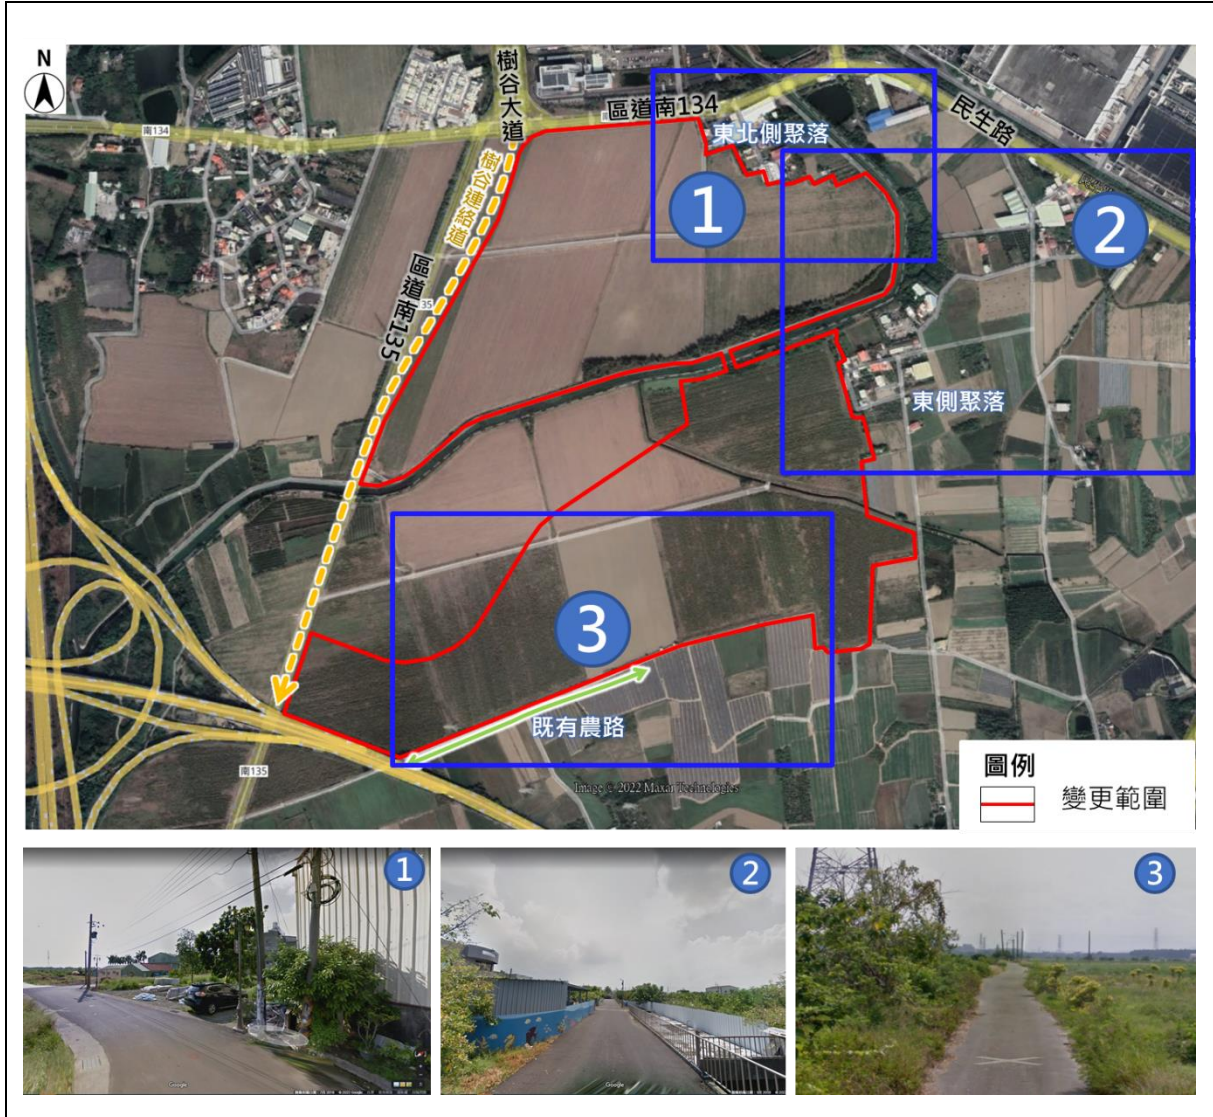 N
樹谷大道
區道南134
民生路
南134
東北側聚落
樹谷連絡道
1
2
區道南135
35
東側聚落
3
既有農路
南135
Image © 2022 Maxar Technologies
圖例
變更範圍
1
2
3
Google
Google